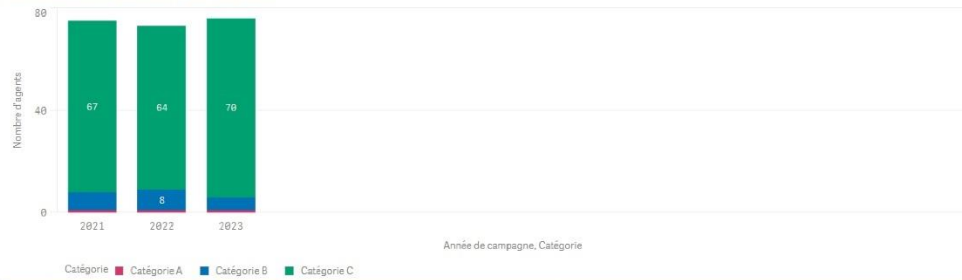 80
Nombre d'agents
67
64
70
40
8
0
2021 2022 2023
Année de campagne, Catégorie
Catégorie Catégorie A Catégorie B Catégorie C